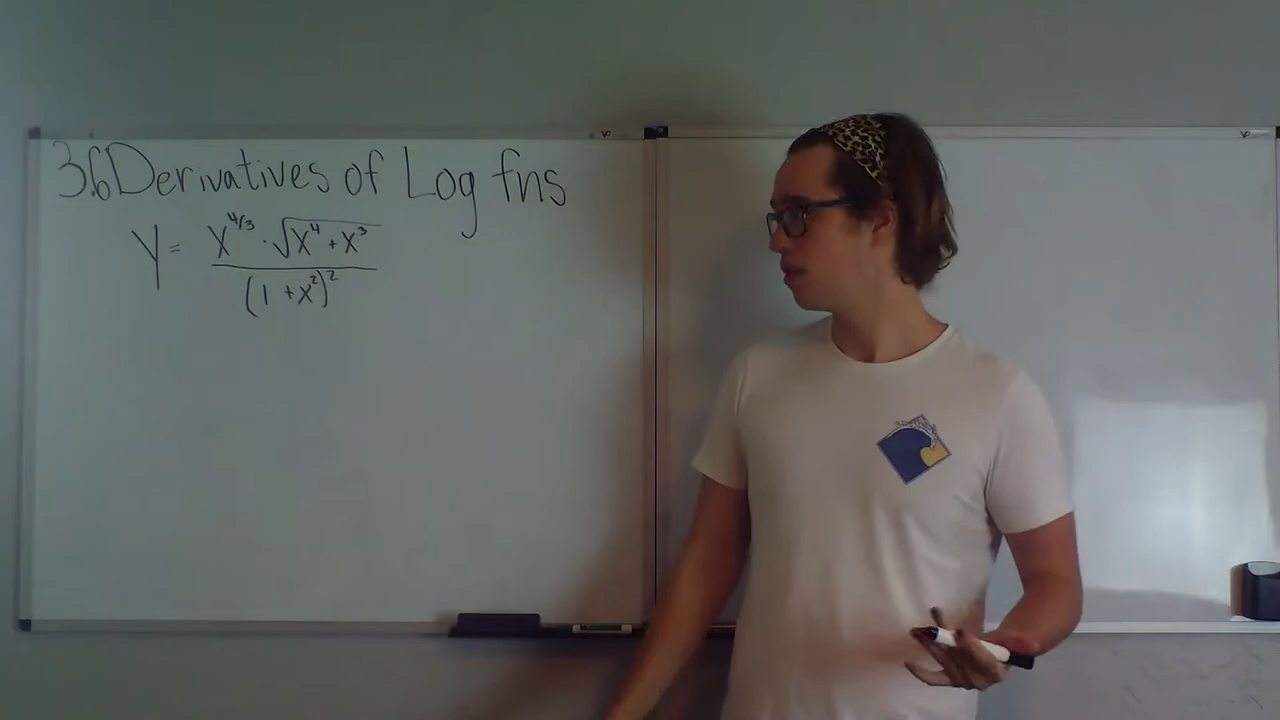 3.6 Derivatives of Log fns
y = x^{4/3} · √(x^4 + x^3)
(1 + x^2)^2